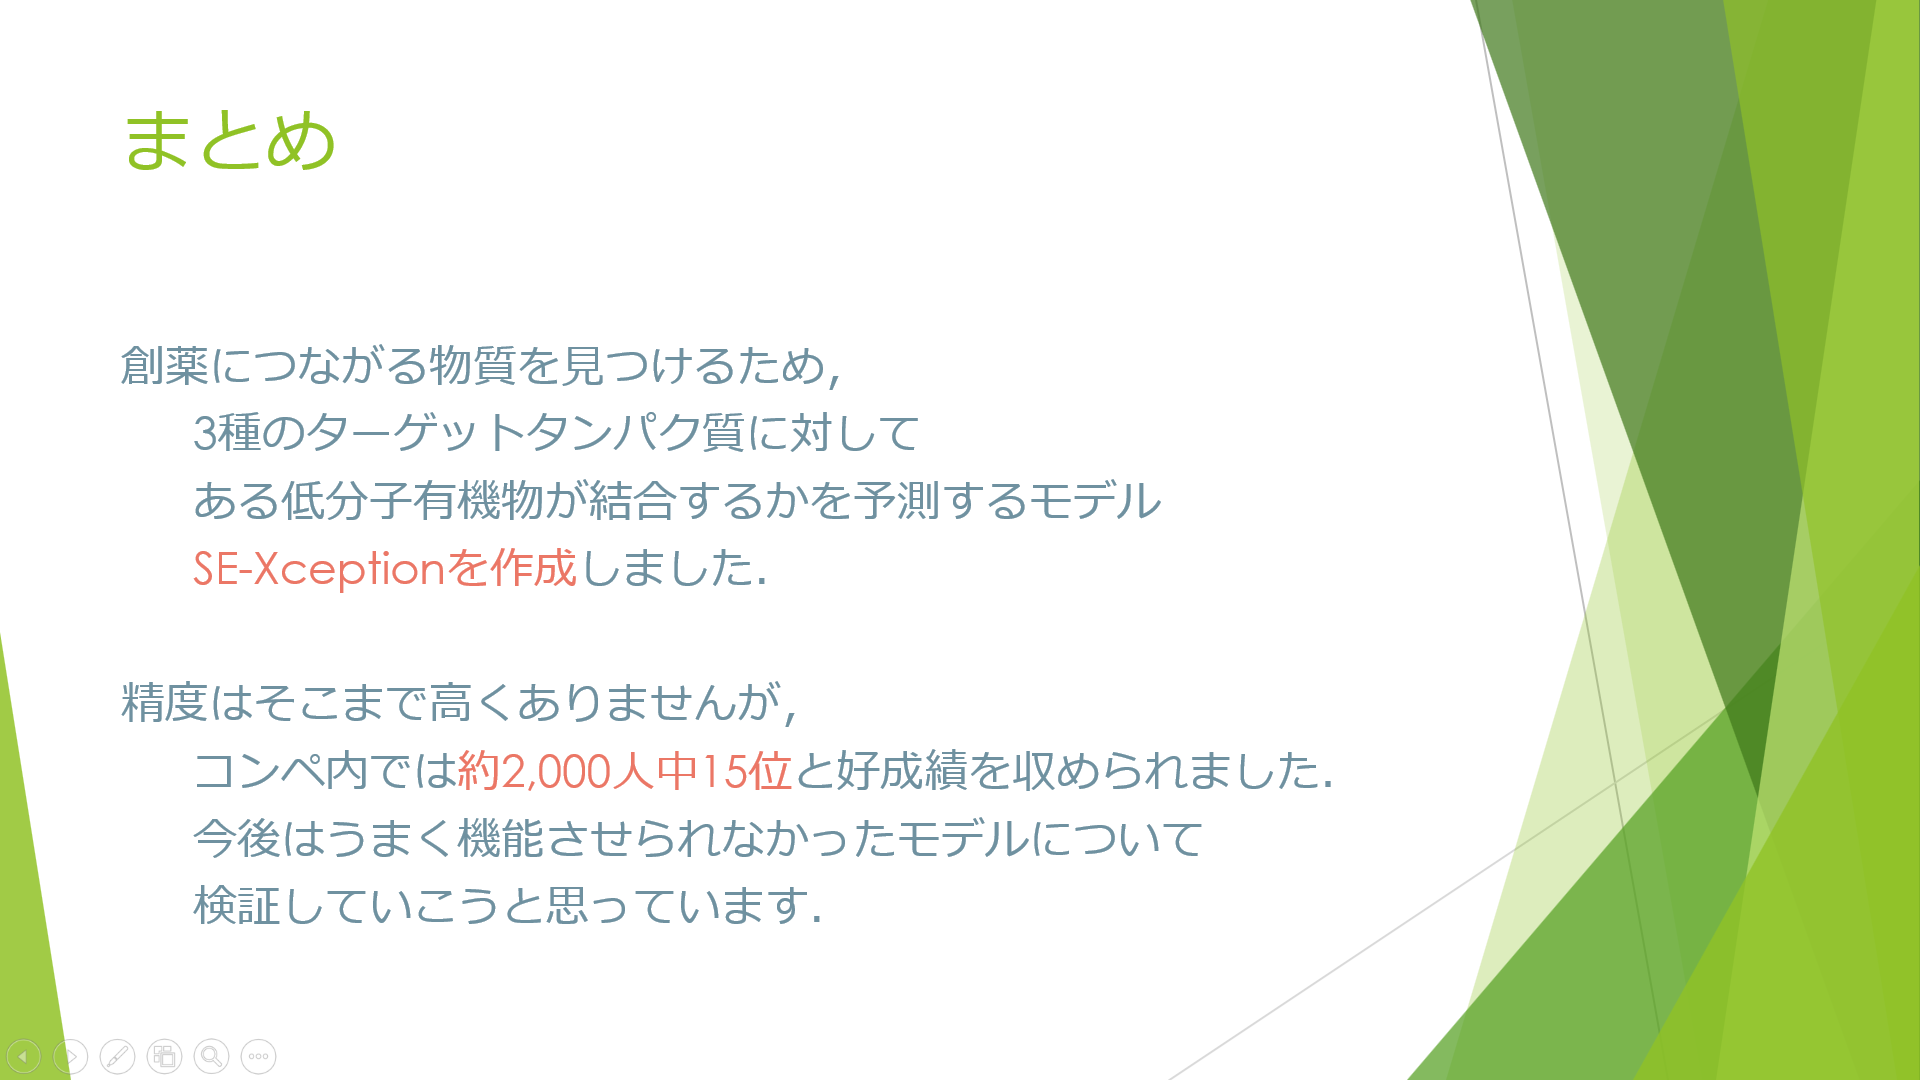 まとめ
創薬につながる物質を見つけるため,
3種のターゲットタンパク質に対して
ある低分子有機物が結合するかを予測するモデル
SE-Xceptionを作成しました.
精度はそこまで高くありませんが,
コンペ内では約2,000人中15位と好成績を収められました.
今後はうまく機能させられなかったモデルについて
検証していこうと思っています.